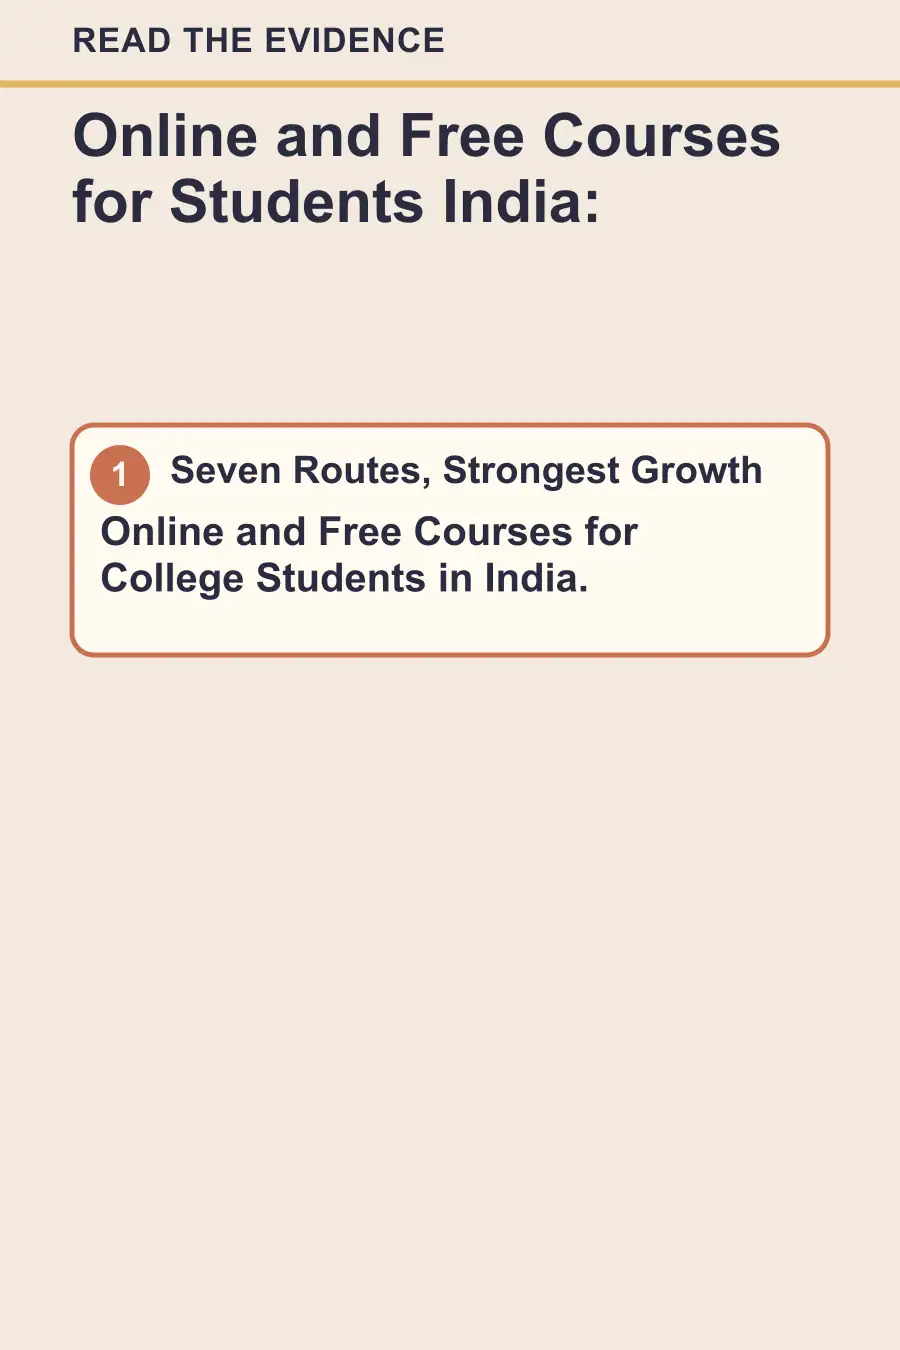 READ THE EVIDENCE
Online and Free Courses
for Students India:
1 Seven Routes, Strongest Growth
Online and Free Courses for
College Students in India.